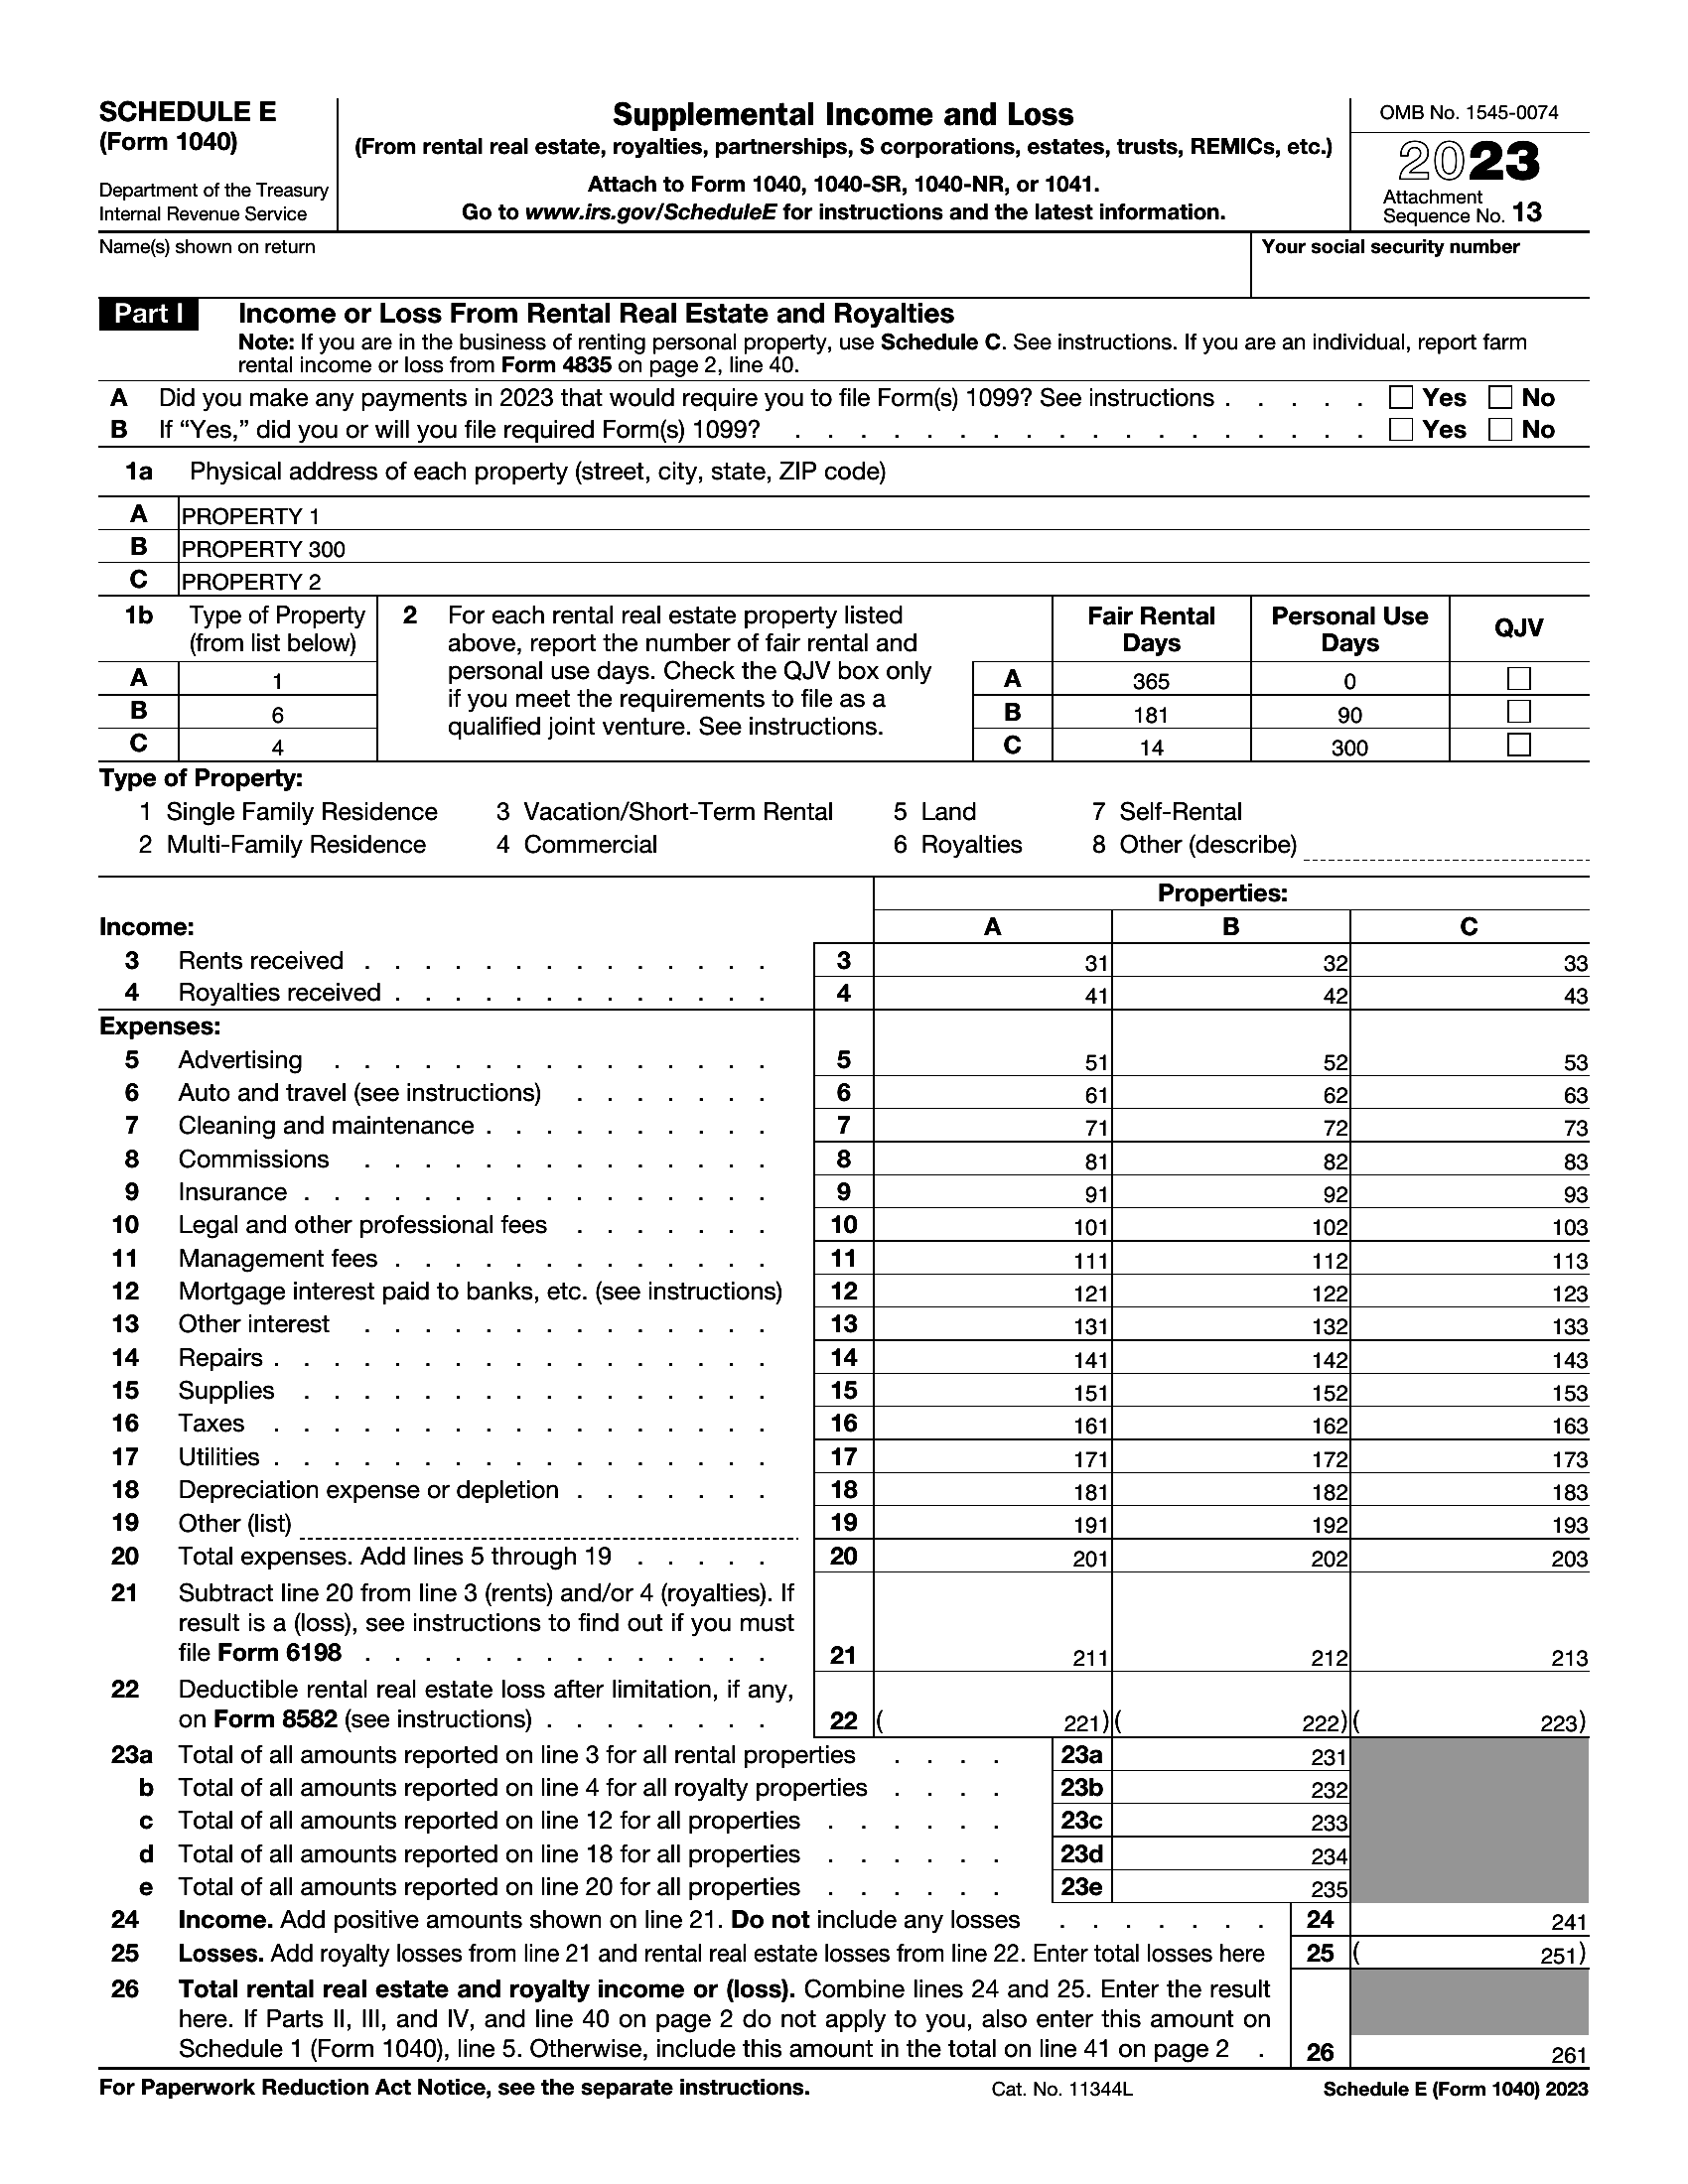 SCHEDULE E
(Form 1040)
Department of the Treasury
Internal Revenue Service
Supplemental Income and Loss
(From rental real estate, royalties, partnerships, S corporations, estates, trusts, REMICs, etc.)
Attach to Form 1040, 1040-SR, 1040-NR, or 1041.
Go to www.irs.gov/ScheduleE for instructions and the latest information.
OMB No. 1545-0074
2023
Attachment
Sequence No. 13
Name(s) shown on return
Your social security number
Part I Income or Loss From Rental Real Estate and Royalties
Note: If you are in the business of renting personal property, use Schedule C. See instructions. If you are an individual, report farm
rental income or loss from Form 4835 on page 2, line 40.
A Did you make any payments in 2023 that would require you to file Form(s) 1099? See instructions . . . . . Yes No
B If “Yes,” did you or will you file required Form(s) 1099? . . . . . . . . . . . . . . . . . . Yes No
1a Physical address of each property (street, city, state, ZIP code)
A PROPERTY 1
B PROPERTY 300
C PROPERTY 2
1b Type of Property
(from list below)
A 1
B 6
C 4
2 For each rental real estate property listed
above, report the number of fair rental and
personal use days. Check the QJV box only
if you meet the requirements to file as a
qualified joint venture. See instructions.
Fair Rental
Days
Personal Use
Days
QJV
A 365 0
B 181 90
C 14 300
Type of Property:
1 Single Family Residence 3 Vacation/Short-Term Rental 5 Land 7 Self-Rental
2 Multi-Family Residence 4 Commercial 6 Royalties 8 Other (describe)
Properties:
Income: A B C
3 Rents received . . . . . . . . . . . . . . 3 31 32 33
4 Royalties received . . . . . . . . . . . . . 4 41 42 43
Expenses:
5 Advertising . . . . . . . . . . . . . . . 5 51 52 53
6 Auto and travel (see instructions) . . . . . . . 6 61 62 63
7 Cleaning and maintenance . . . . . . . . . . 7 71 72 73
8 Commissions . . . . . . . . . . . . . . 8 81 82 83
9 Insurance . . . . . . . . . . . . . . . . 9 91 92 93
10 Legal and other professional fees . . . . . . . 10 101 102 103
11 Management fees . . . . . . . . . . . . . 11 111 112 113
12 Mortgage interest paid to banks, etc. (see instructions) 12 121 122 123
13 Other interest . . . . . . . . . . . . . . 13 131 132 133
14 Repairs . . . . . . . . . . . . . . . . . 14 141 142 143
15 Supplies . . . . . . . . . . . . . . . . 15 151 152 153
16 Taxes . . . . . . . . . . . . . . . . . 16 161 162 163
17 Utilities . . . . . . . . . . . . . . . . . 17 171 172 173
18 Depreciation expense or depletion . . . . . . . 18 181 182 183
19 Other (list) 19 191 192 193
20 Total expenses. Add lines 5 through 19 . . . . . 20 201 202 203
21 Subtract line 20 from line 3 (rents) and/or 4 (royalties). If
result is a (loss), see instructions to find out if you must
file Form 6198 . . . . . . . . . . . . . . 21 211 212 213
22 Deductible rental real estate loss after limitation, if any,
on Form 8582 (see instructions) . . . . . . . . 22 ( 221) ( 222) ( 223)
23a Total of all amounts reported on line 3 for all rental properties . . . . 23a 231
b Total of all amounts reported on line 4 for all royalty properties . . . . 23b 232
c Total of all amounts reported on line 12 for all properties . . . . . . 23c 233
d Total of all amounts reported on line 18 for all properties . . . . . . 23d 234
e Total of all amounts reported on line 20 for all properties . . . . . . 23e 235
24 Income. Add positive amounts shown on line 21. Do not include any losses . . . . . . . 24 241
25 Losses. Add royalty losses from line 21 and rental real estate losses from line 22. Enter total losses here 25 ( 251)
26 Total rental real estate and royalty income or (loss). Combine lines 24 and 25. Enter the result
here. If Parts II, III, and IV, and line 40 on page 2 do not apply to you, also enter this amount on
Schedule 1 (Form 1040), line 5. Otherwise, include this amount in the total on line 41 on page 2 . 26 261
For Paperwork Reduction Act Notice, see the separate instructions. Cat. No. 11344L Schedule E (Form 1040) 2023